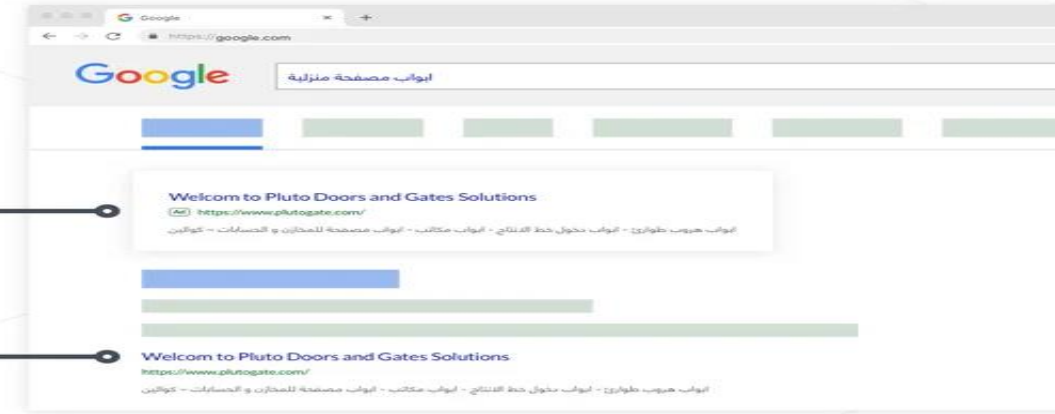 Google
https://google.com
Google
ابواب مصفحة منزلية
Welcom to Pluto Doors and Gates Solutions
Ad https://www.plutogate.com/
ابواب هروب طوارئ - ابواب دخول خط الانتاج - ابواب مكاتب - ابواب مصفحة للمخازن و الحسابات - كوالين
Welcom to Pluto Doors and Gates Solutions
https://www.plutogate.com/
ابواب هروب طوارئ - ابواب دخول خط الانتاج - ابواب مكاتب - ابواب مصفحة للمخازن و الحسابات - كوالين